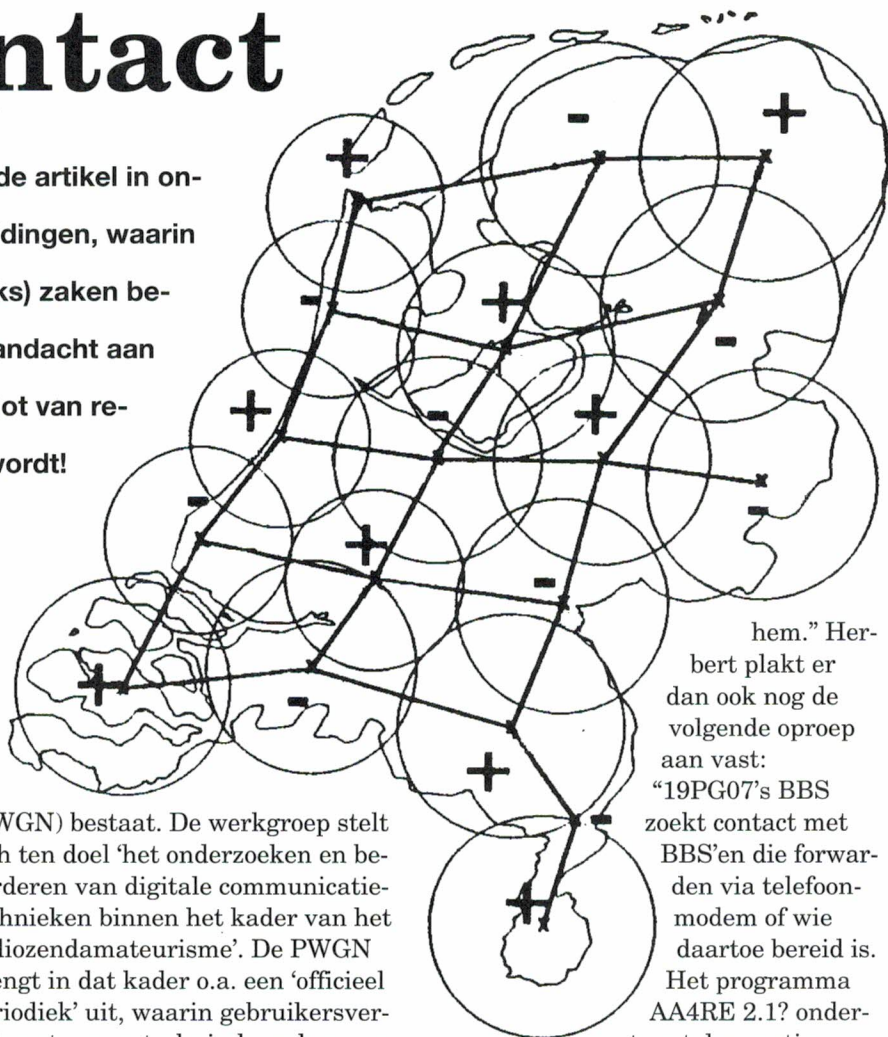 ntact
de artikel in on-
dingen, waarin
ks) zaken be-
andacht aan
ot van re-
wordt!
+
-
+
-
+
-
+
-
+
-
-
+
-
+
-
+
-
+
WGN) bestaat. De werkgroep stelt
h ten doel ‘het onderzoeken en be-
rderen van digitale communicatie-
chnieken binnen het kader van het
diozendamateurisme’. De PWGN
engt in dat kader o.a. een ‘officieel
riodiek’ uit, waarin gebruikersver-
hem.” Her-
bert plakt er
dan ook nog de
volgende oproep
aan vast:
“19PG07's BBS
zoekt contact met
BBS'en die forwar-
den via telefoon-
modem of wie
daartoe bereid is.
Het programma
AA4RE 2.1? onder-